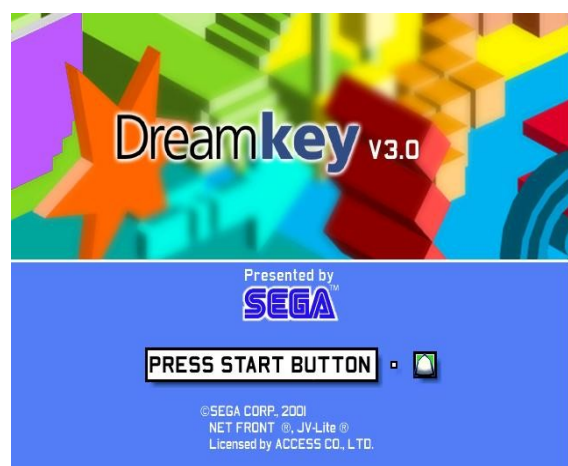 Dreamkey V3.0
Presented by
SEGA™
PRESS START BUTTON
©SEGA CORP., 2001
NET FRONT ®, JV-Lite ®
Licensed by ACCESS CO., LTD.